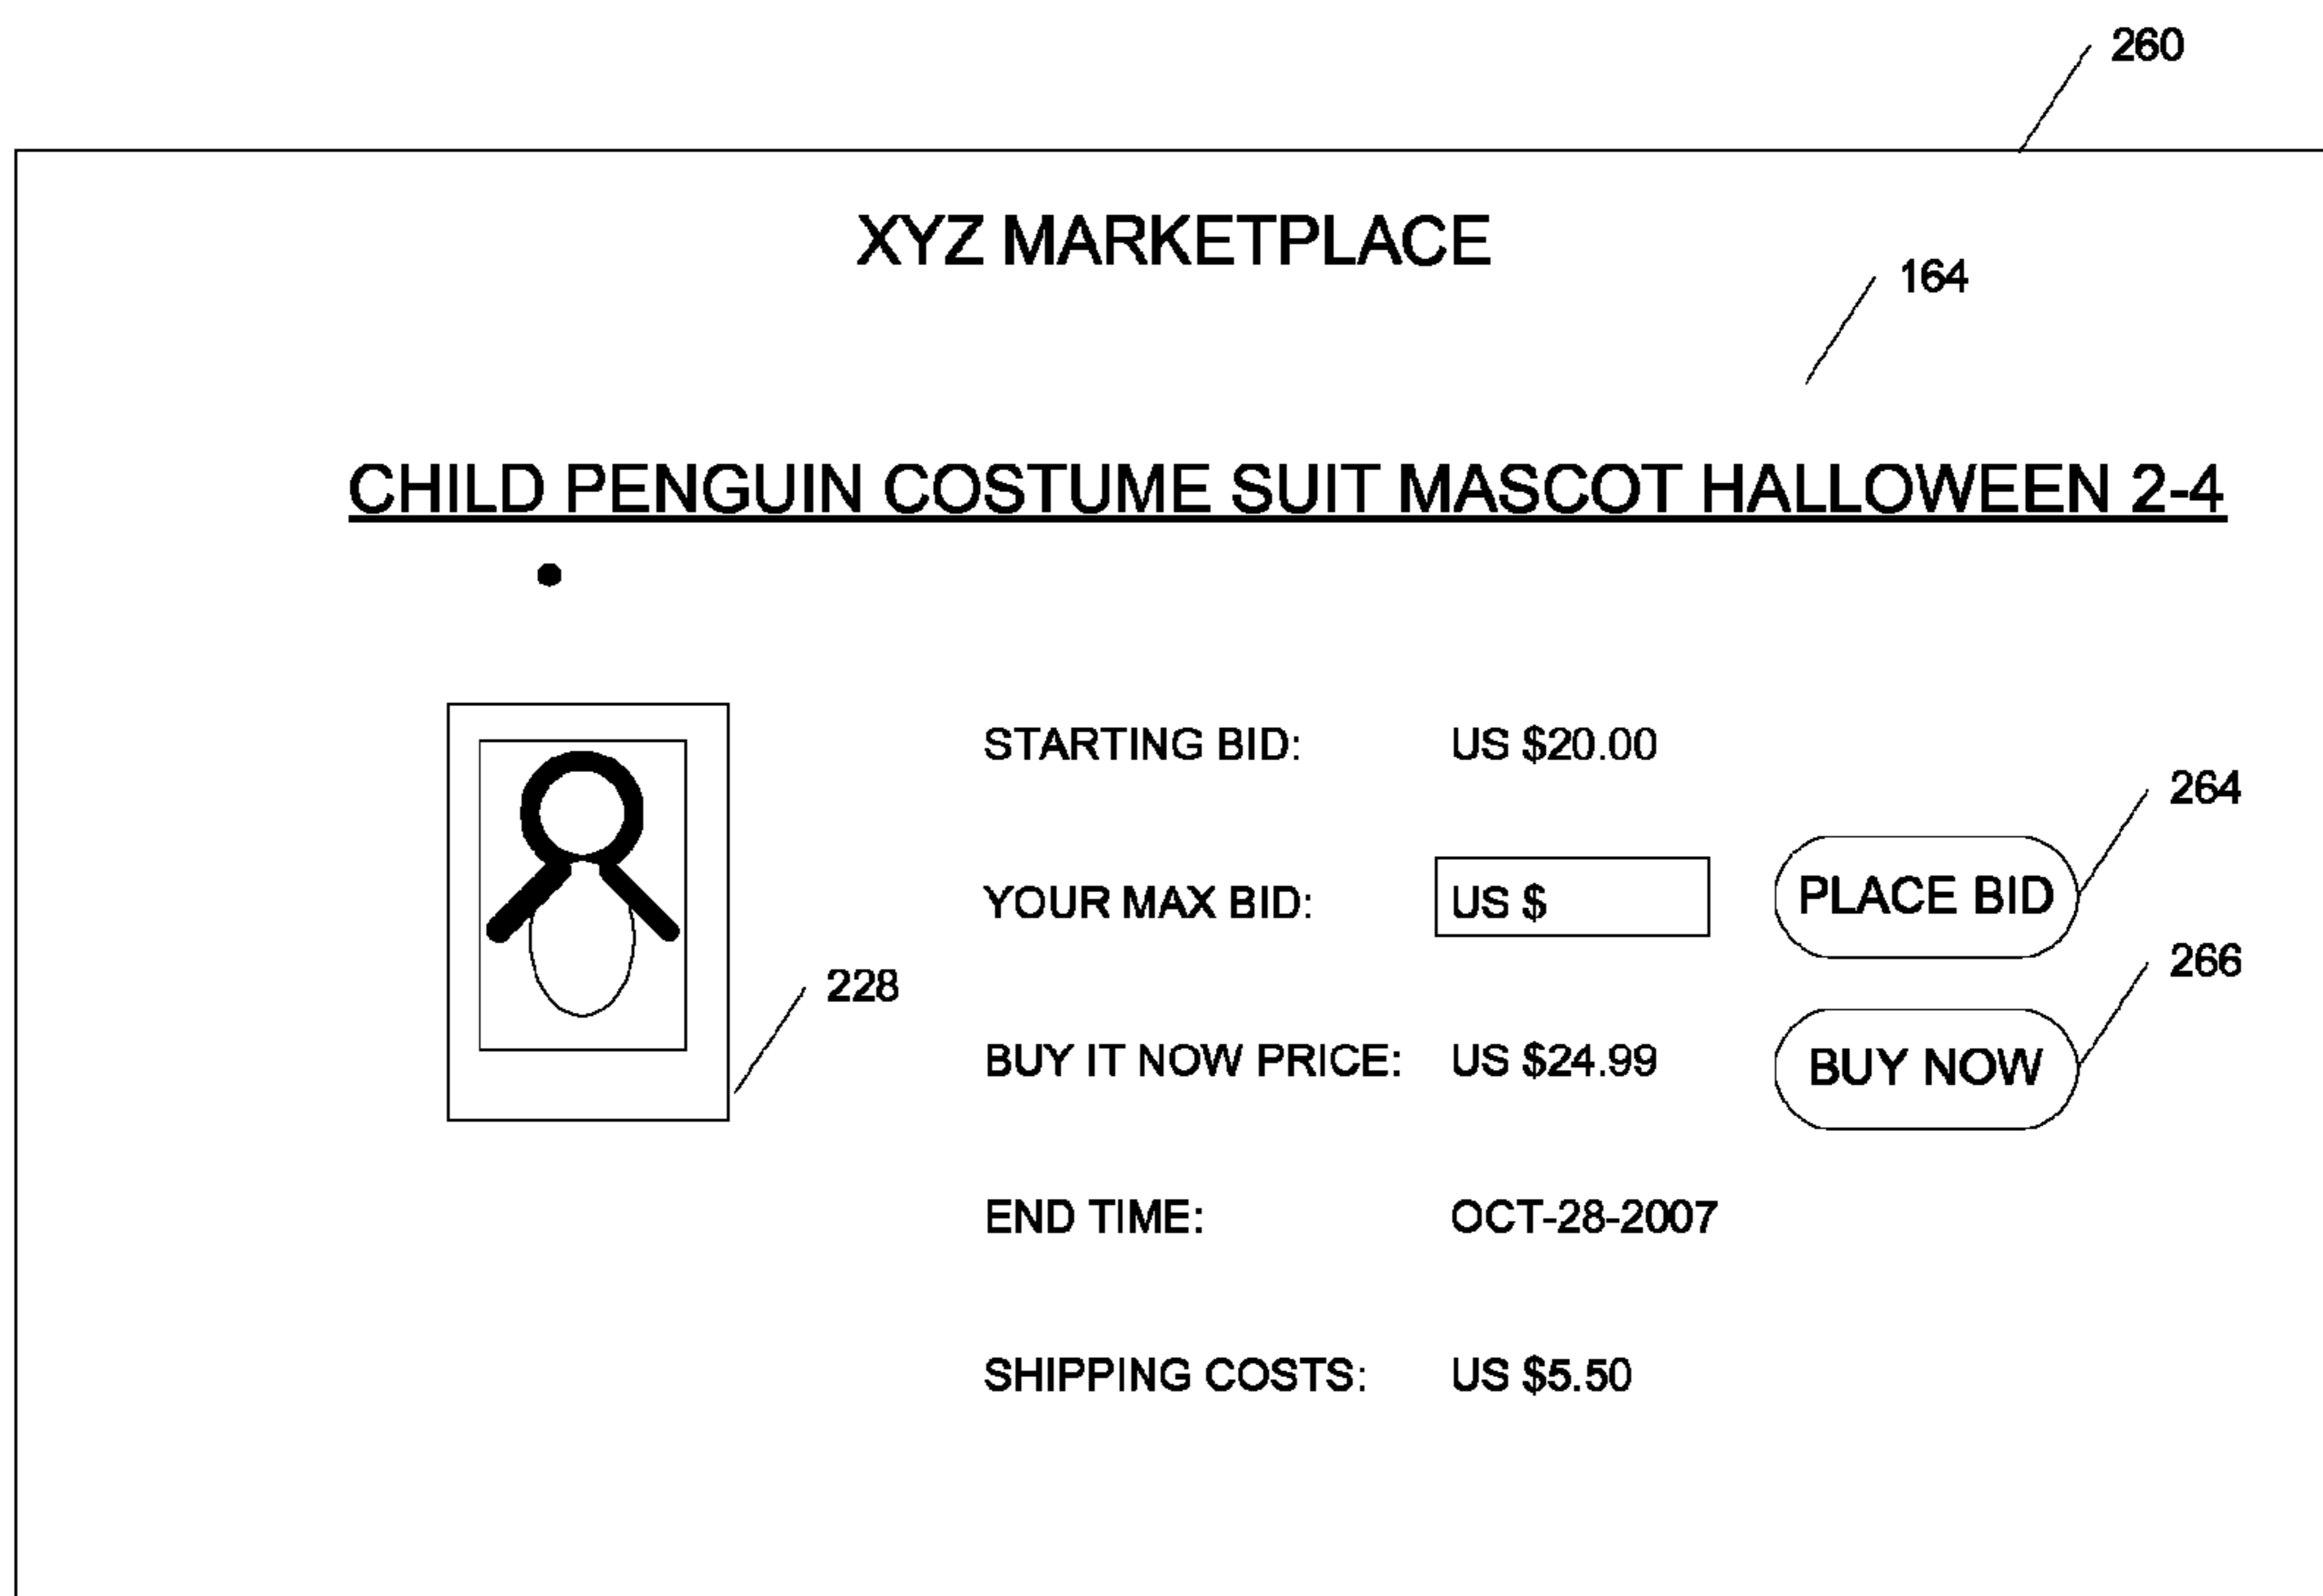 260
XYZ MARKETPLACE
164
CHILD PENGUIN COSTUME SUIT MASCOT HALLOWEEN 2-4
STARTING BID: US $20.00
264
YOUR MAX BID: US $ PLACE BID
266
228
BUY IT NOW PRICE: US $24.99 BUY NOW
END TIME: OCT-28-2007
SHIPPING COSTS: US $5.50